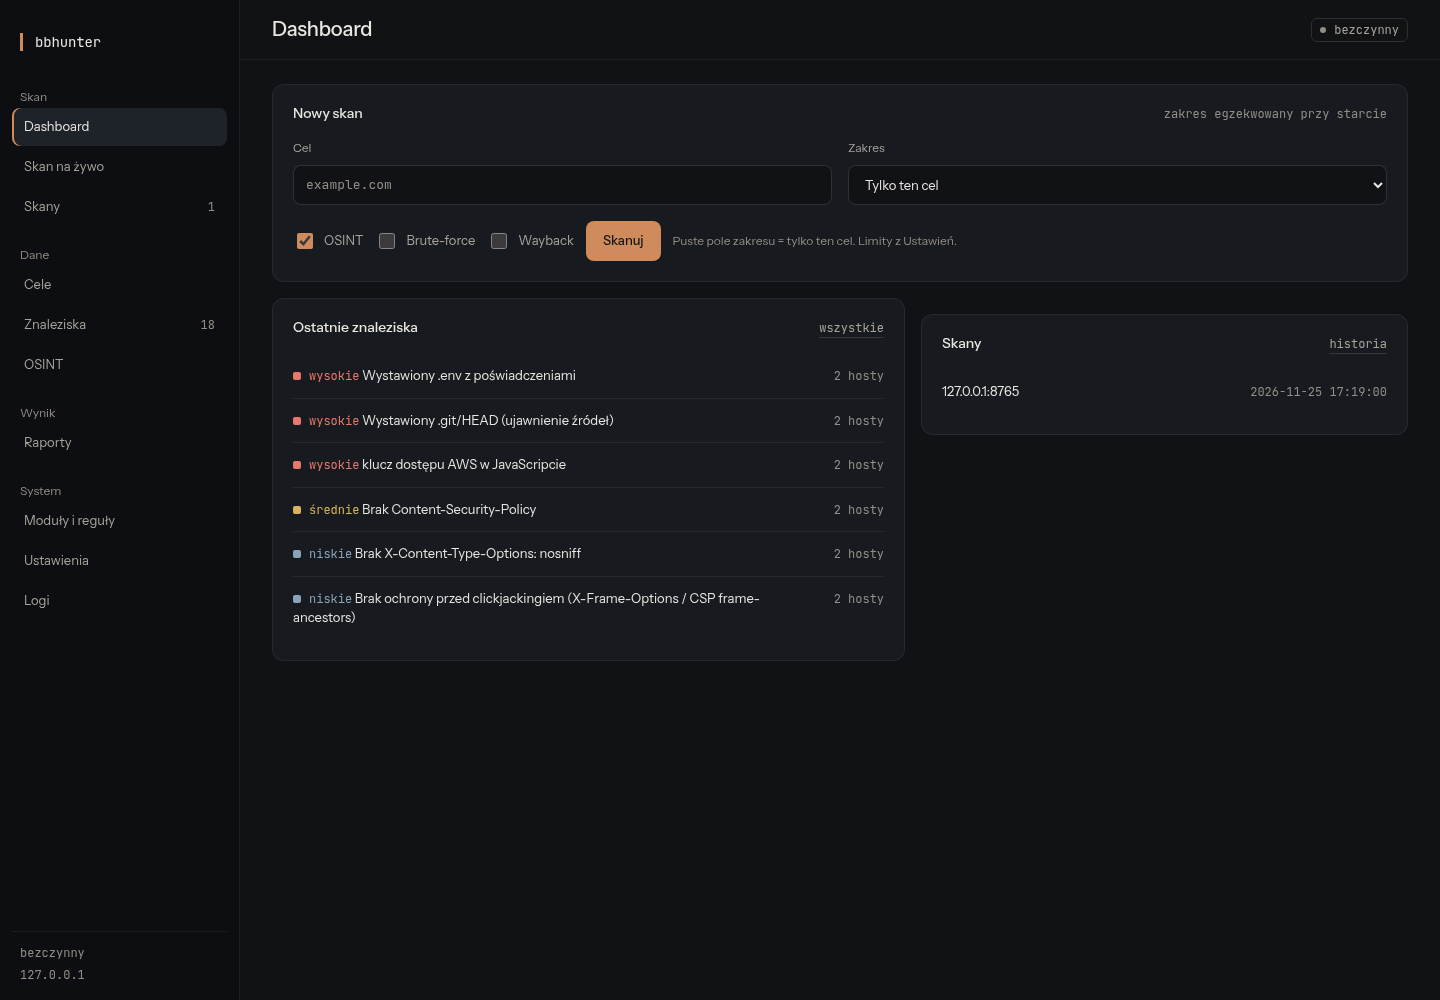 bbhunter
Skan
Dashboard
Skan na żywo
Skany 1
Dane
Cele
Znaleziska 18
OSINT
Wynik
Raporty
System
Moduły i reguły
Ustawienia
Logi
bezczynny
127.0.0.1
Dashboard
bezczynny
Nowy skan
zakres egzekwowany przy starcie
Cel
Zakres
example.com
Tylko ten cel
OSINT
Brute-force
Wayback
Skanuj
Puste pole zakresu = tylko ten cel. Limity z Ustawień.
Ostatnie znaleziska
wszystkie
wysokie Wystawiony .env z poświadczeniami 2 hosty
wysokie Wystawiony .git/HEAD (ujawnienie źródeł) 2 hosty
wysokie klucz dostępu AWS w JavaScripcie 2 hosty
średnie Brak Content-Security-Policy 2 hosty
niskie Brak X-Content-Type-Options: nosniff 2 hosty
niskie Brak ochrony przed clickjackingiem (X-Frame-Options / CSP frame- 2 hosty
ancestors)
Skany
historia
127.0.0.1:8765 2026-11-25 17:19:00